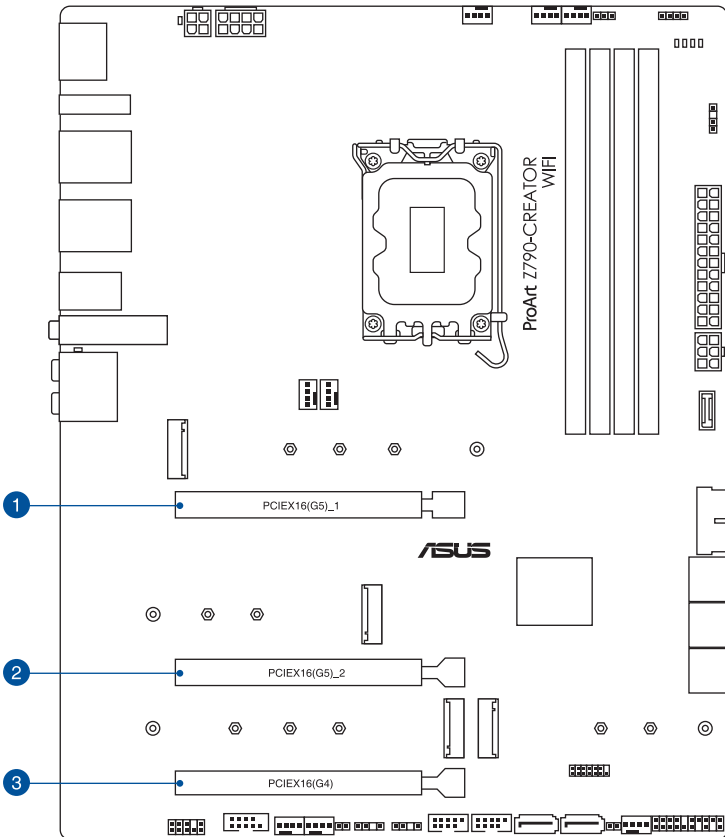 ProArt Z790-CREATOR
WIFI
1
PCIEX16(G5)_1
ASUS
2
PCIEX16(G5)_2
3
PCIEX16(G4)